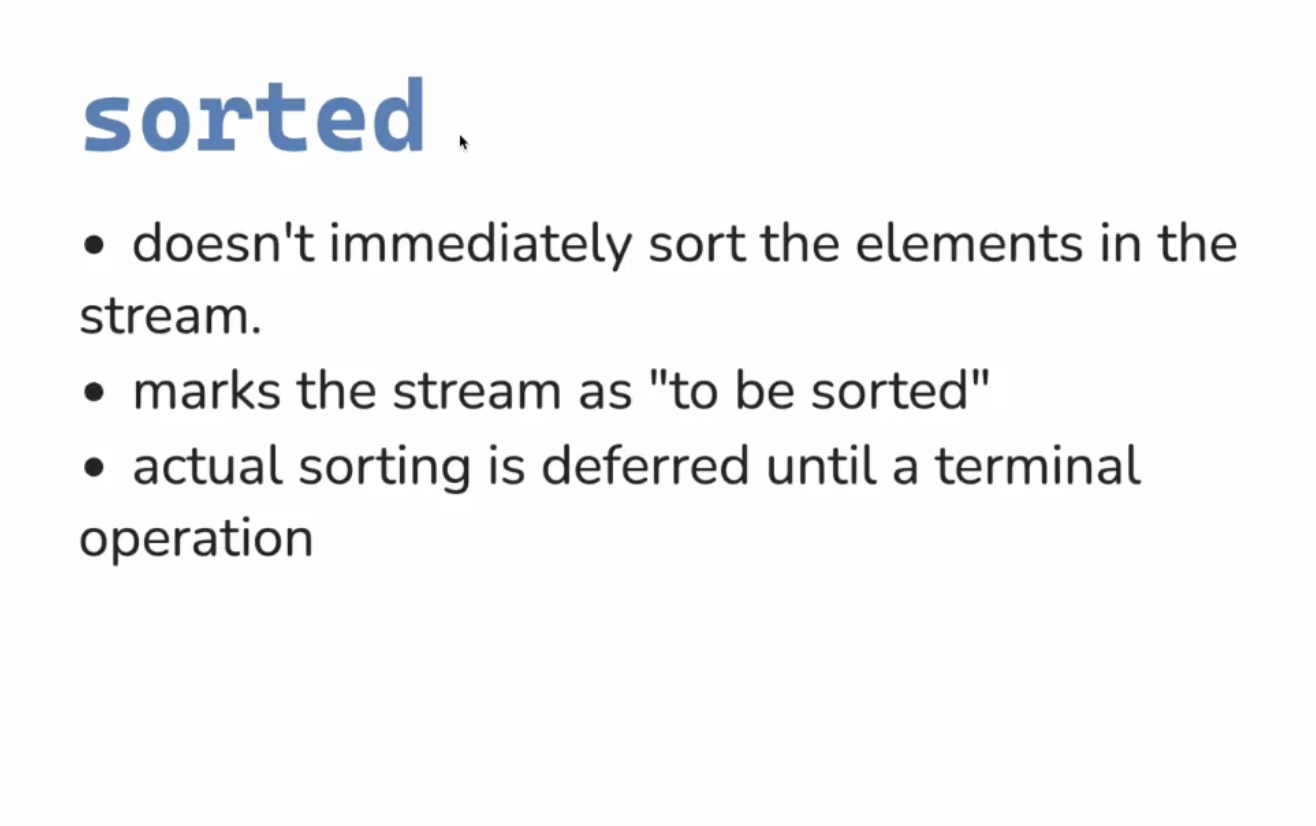 sorted
• doesn't immediately sort the elements in the
stream.
• marks the stream as "to be sorted"
• actual sorting is deferred until a terminal
operation